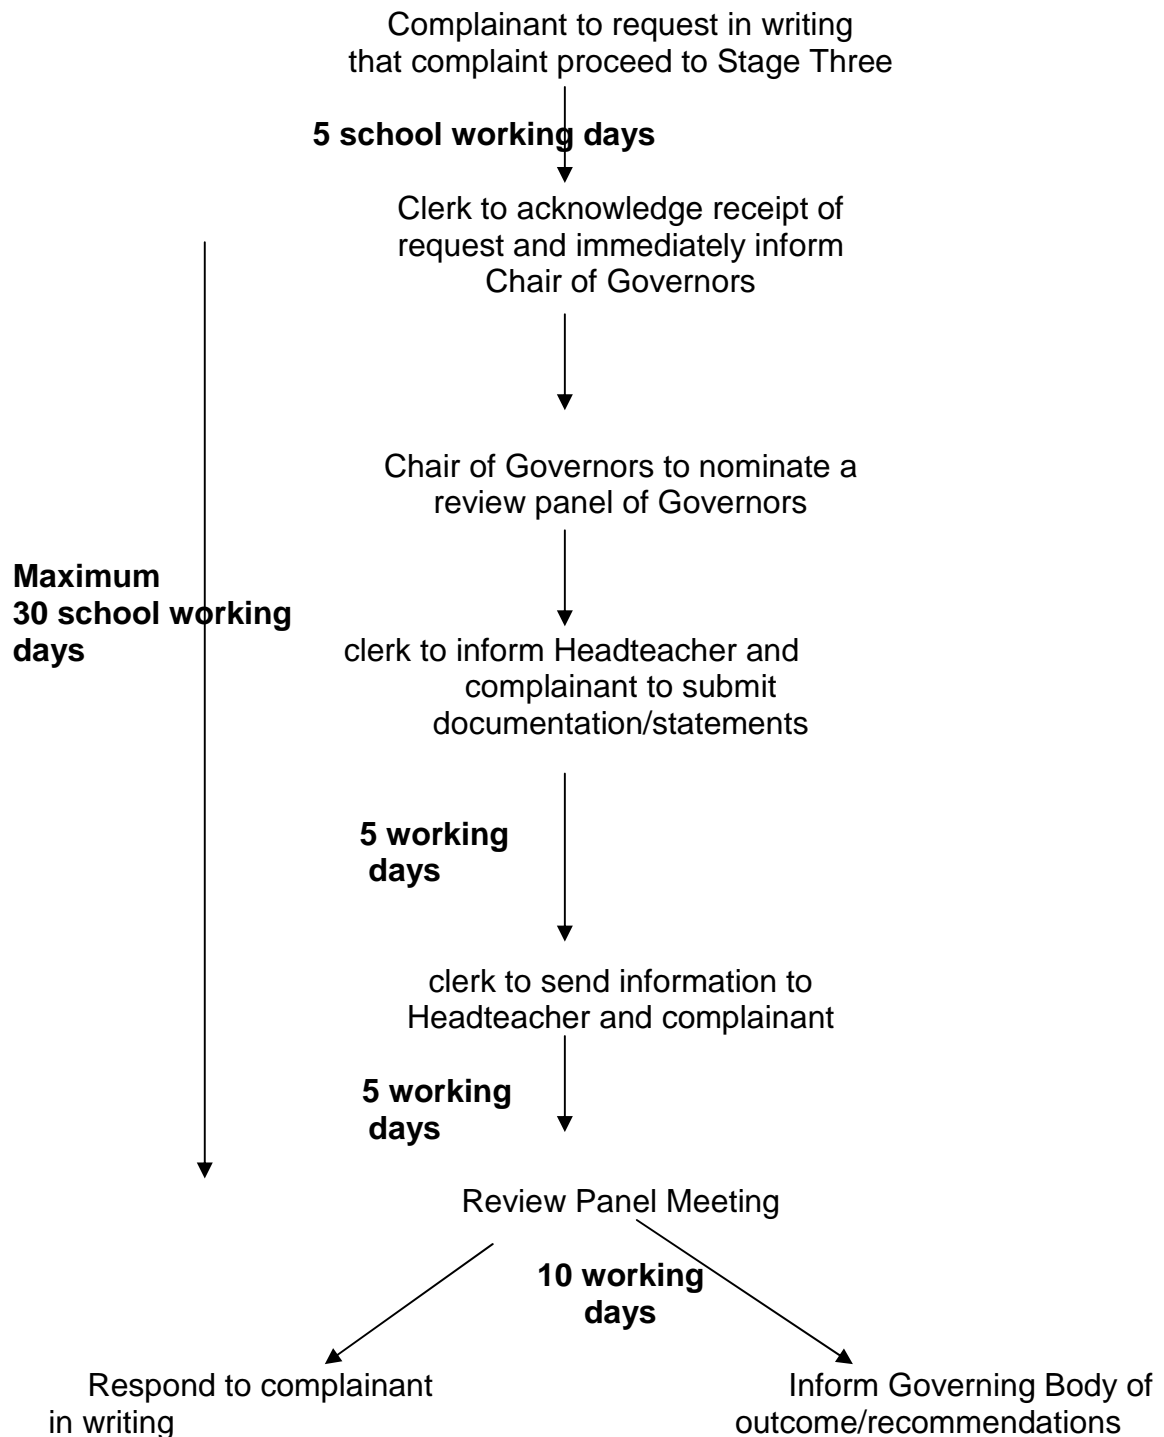 Complainant to request in writing
that complaint proceed to Stage Three
5 school working days
Clerk to acknowledge receipt of
request and immediately inform
Chair of Governors
Chair of Governors to nominate a
review panel of Governors
Maximum
30 school working
days
clerk to inform Headteacher and
complainant to submit
documentation/statements
5 working
days
clerk to send information to
Headteacher and complainant
5 working
days
Review Panel Meeting
10 working
days
Respond to complainant
in writing
Inform Governing Body of
outcome/recommendations